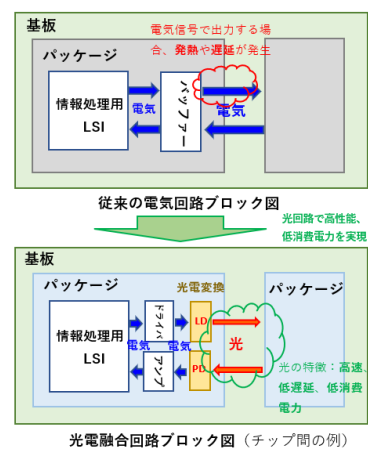 基板
電気信号で出力する場
合、発熱や遅延が発生
パッケージ
情報処理用
LSI
電気
バッファー
電気
従来の電気回路ブロック図
光回路で高性能、
低消費電力を実現
基板
パッケージ
光電変換
パッケージ
情報処理用
LSI
電気
ドライバ
アンプ
電気
LD
PD
光
光の特徴：高速、
低遅延、低消費
電力
光電融合回路ブロック図（チップ間の例）